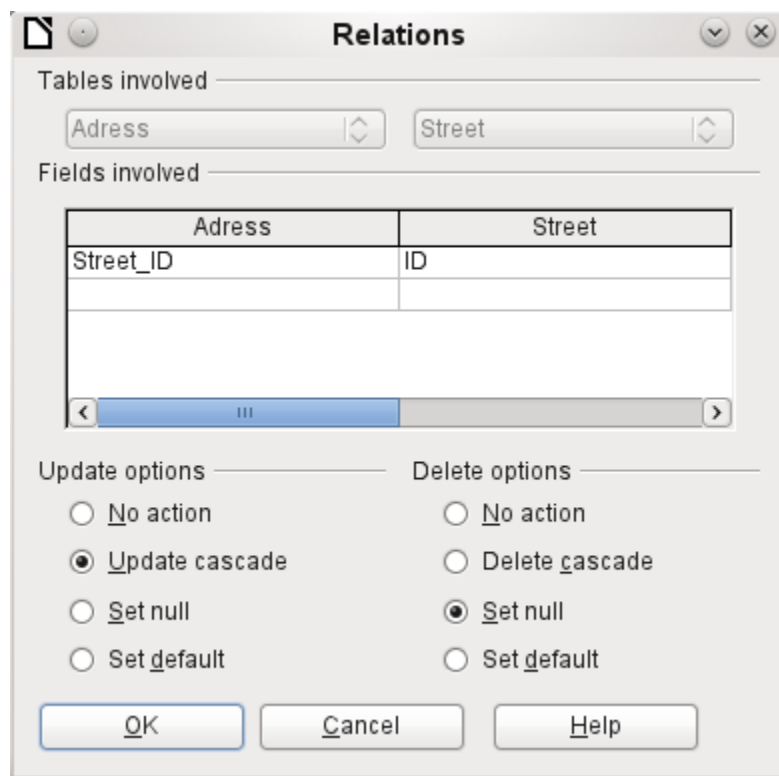 Relations
Tables involved
Adress Street
Fields involved
Adress Street
Street_ID ID
Update options Delete options
No action No action
Update cascade Delete cascade
Set null Set null
Set default Set default
OK Cancel Help